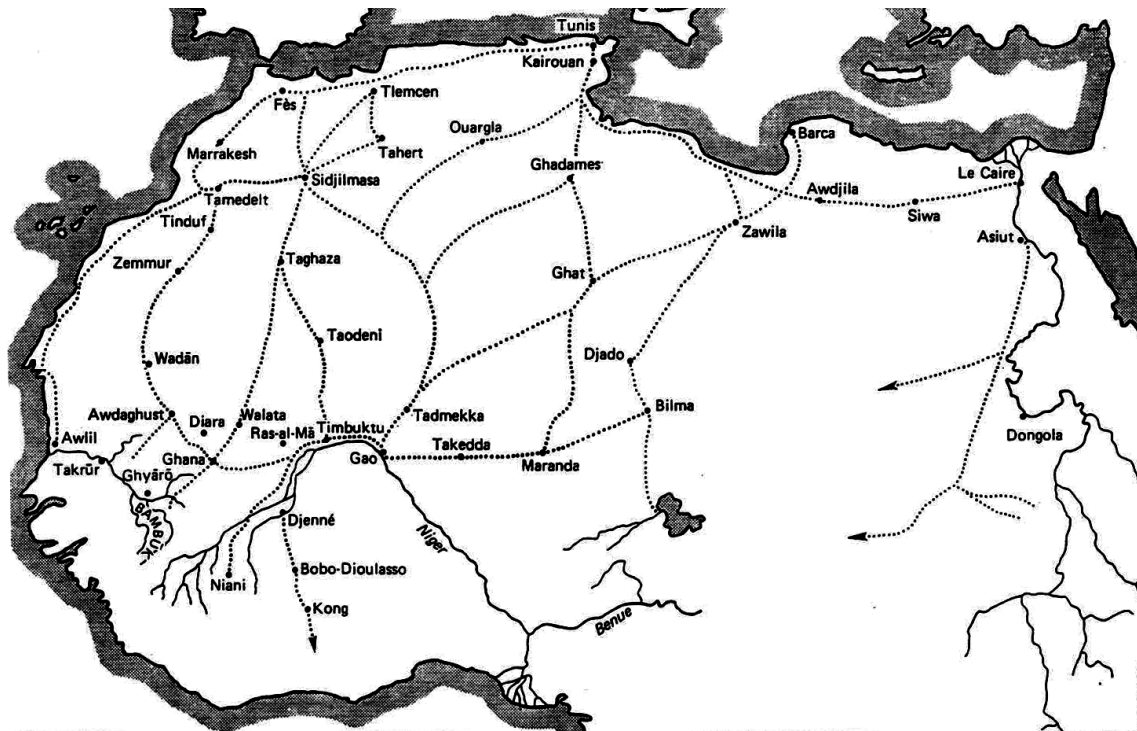 Tunis
Kairouan
Fès
Tlemcen
Ouargla
Barca
Marrakesh
Tahert
Ghadames
Sidjilmasa
Le Caire
Tamedelt
Awdjila
Siwa
Tinduf
Zawila
Asiut
Zemmur
Taghaza
Ghat
Taodeni
Wadān
Djado
Awdaghust
Diara
Walata
Tadmekka
Bilma
Ras-al-Mā
Timbuktu
Awlil
Dongola
Takrūr
Ghana
Gao
Takedda
Maranda
Ghyārō
BAMBUK
Djenné
Niger
Niani
Bobo-Dioulasso
Kong
Benue